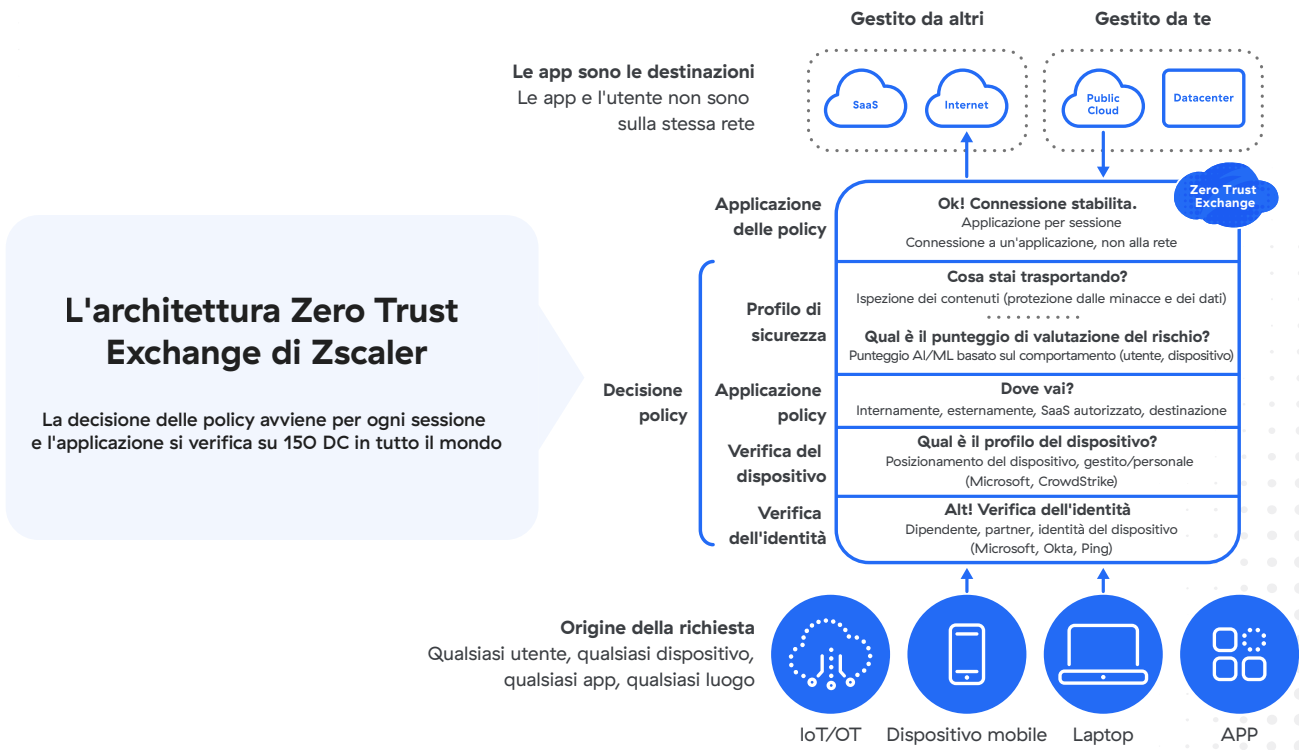 Gestito da altri
Gestito da te
Le app sono le destinazioni
Le app e l'utente non sono
sulla stessa rete
SaaS
Internet
Public
Cloud
Datacenter
Zero Trust
Exchange
L'architettura Zero Trust
Exchange di Zscaler
La decisione delle policy avviene per ogni sessione
e l'applicazione si verifica su 150 DC in tutto il mondo
Applicazione
delle policy
Ok! Connessione stabilita.
Applicazione per sessione
Connessione a un'applicazione, non alla rete
Decisione
policy
Profilo di
sicurezza
Cosa stai trasportando?
Ispezione dei contenuti (protezione dalle minacce e dei dati)
Qual è il punteggio di valutazione del rischio?
Punteggio AI/ML basato sul comportamento (utente, dispositivo)
Applicazione
policy
Dove vai?
Internamente, esternamente, SaaS autorizzato, destinazione
Verifica del
dispositivo
Qual è il profilo del dispositivo?
Posizionamento del dispositivo, gestito/personale
(Microsoft, CrowdStrike)
Verifica
dell'identità
Alt! Verifica dell'identità
Dipendente, partner, identità del dispositivo
(Microsoft, Okta, Ping)
Origine della richiesta
Qualsiasi utente, qualsiasi dispositivo,
qualsiasi app, qualsiasi luogo
IoT/OT
Dispositivo mobile
Laptop
APP